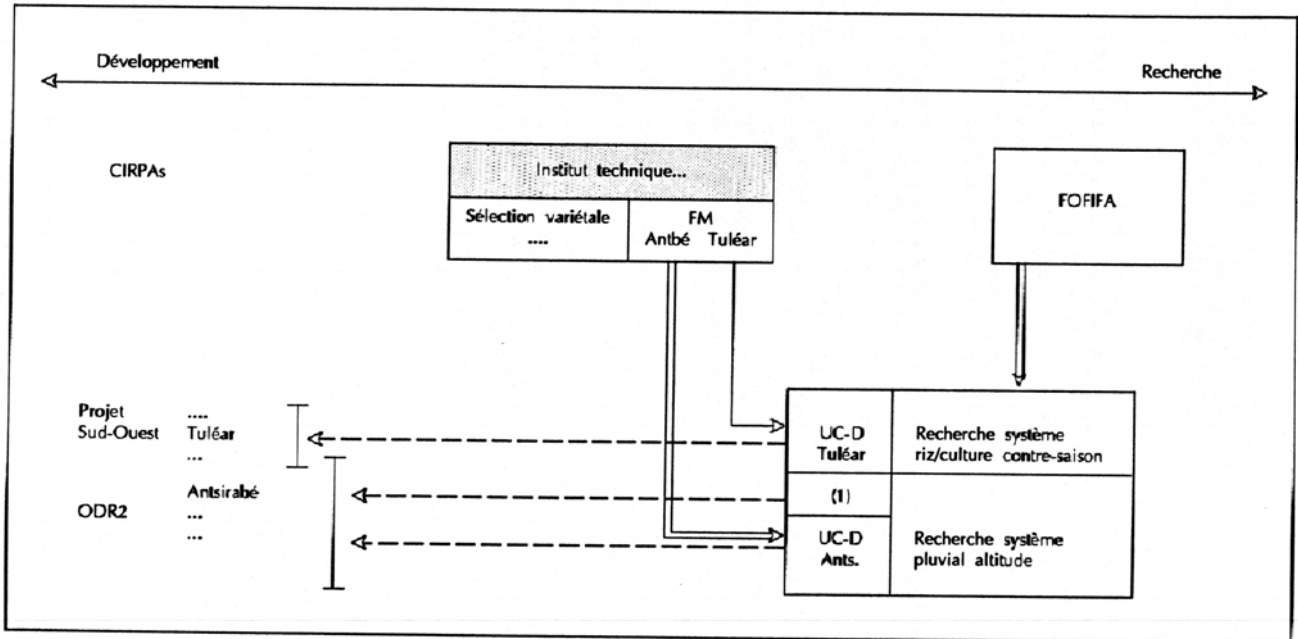 Développement
Recherche
CIRPAs
Institut technique...
Sélection variétale
....
FM
Antbé Tuléar
FOFIFA
Projet ....
Sud-Ouest Tuléar
...
Antsirabé
ODR2 ...
...
UC-D
Tuléar
Recherche système
riz/culture contre-saison
(1)
UC-D
Ants.
Recherche système
pluvial altitude